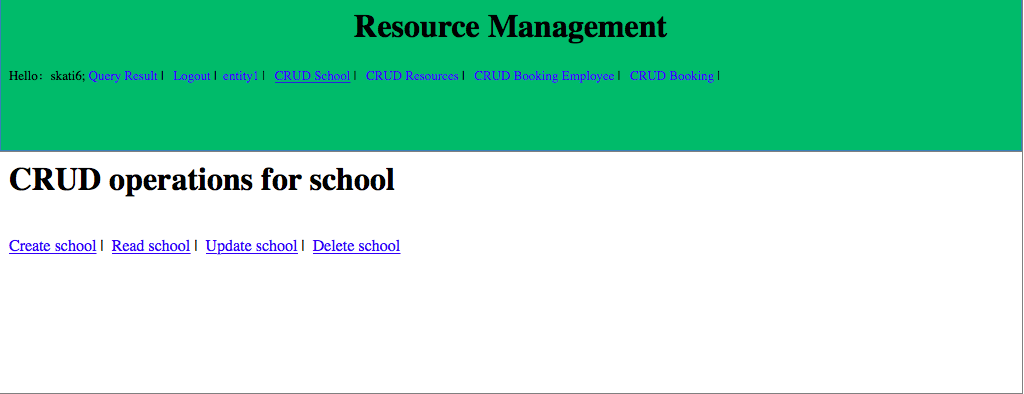 Resource Management
Hello: skati6; Query Result | Logout | entity1 | CRUD School | CRUD Resources | CRUD Booking Employee | CRUD Booking |
CRUD operations for school
Create school | Read school | Update school | Delete school